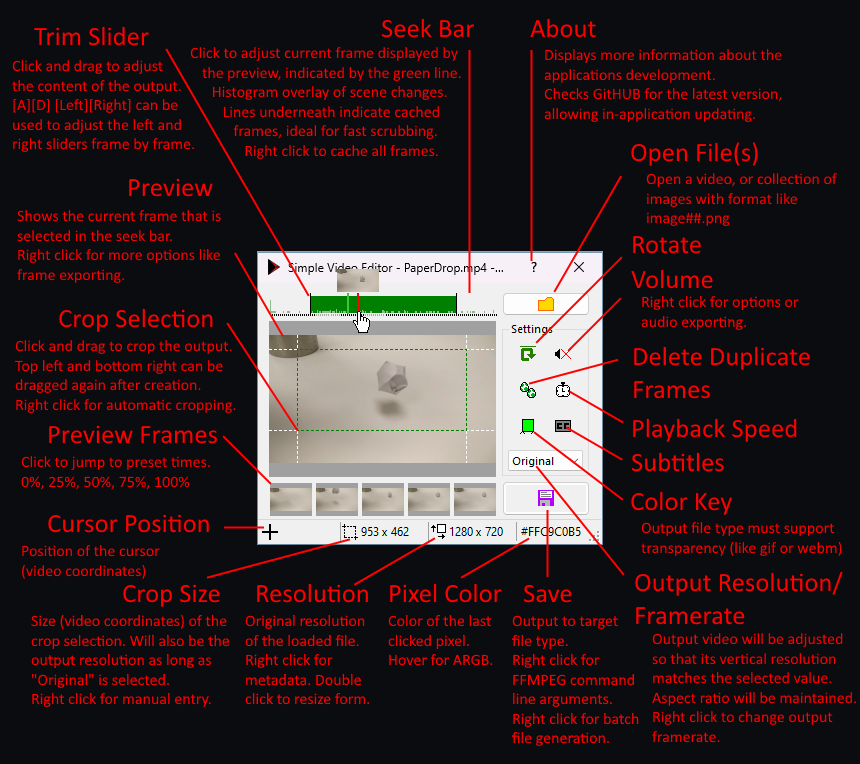 Trim Slider
Click and drag to adjust
the content of the output.
[A][D] [Left][Right] can be
used to adjust the left and
right sliders frame by frame.
Seek Bar
Click to adjust current frame displayed by
the preview, indicated by the green line.
Histogram overlay of scene changes.
Lines underneath indicate cached
frames, ideal for fast scrubbing.
Right click to cache all frames.
About
Displays more information about the
applications development.
Checks GitHUB for the latest version,
allowing in-application updating.
Open File(s)
Open a video, or collection of
images with format like
image##.png
Preview
Shows the current frame that is
selected in the seek bar.
Right click for more options like
frame exporting.
Rotate
Volume
Right click for options or
audio exporting.
Simple Video Editor - PaperDrop.mp4 -...
?
Settings
Original
953 x 462
1280 x 720
#FFC9C0B5
Crop Selection
Click and drag to crop the output.
Top left and bottom right can be
dragged again after creation.
Right click for automatic cropping.
Delete Duplicate
Frames
Playback Speed
Subtitles
Preview Frames
Click to jump to preset times.
0%, 25%, 50%, 75%, 100%
Color Key
Output file type must support
transparency (like gif or webm)
Cursor Position
Position of the cursor
(video coordinates)
Crop Size
Size (video coordinates) of the
crop selection. Will also be the
output resolution as long as
"Original" is selected.
Right click for manual entry.
Resolution
Original resolution
of the loaded file.
Right click for
metadata. Double
click to resize form.
Pixel Color
Color of the last
clicked pixel.
Hover for ARGB.
Save
Output to target
file type.
Right click for
FFMPEG command
line arguments.
Right click for batch
file generation.
Output Resolution/
Framerate
Output video will be adjusted
so that its vertical resolution
matches the selected value.
Aspect ratio will be maintained.
Right click to change output
framerate.